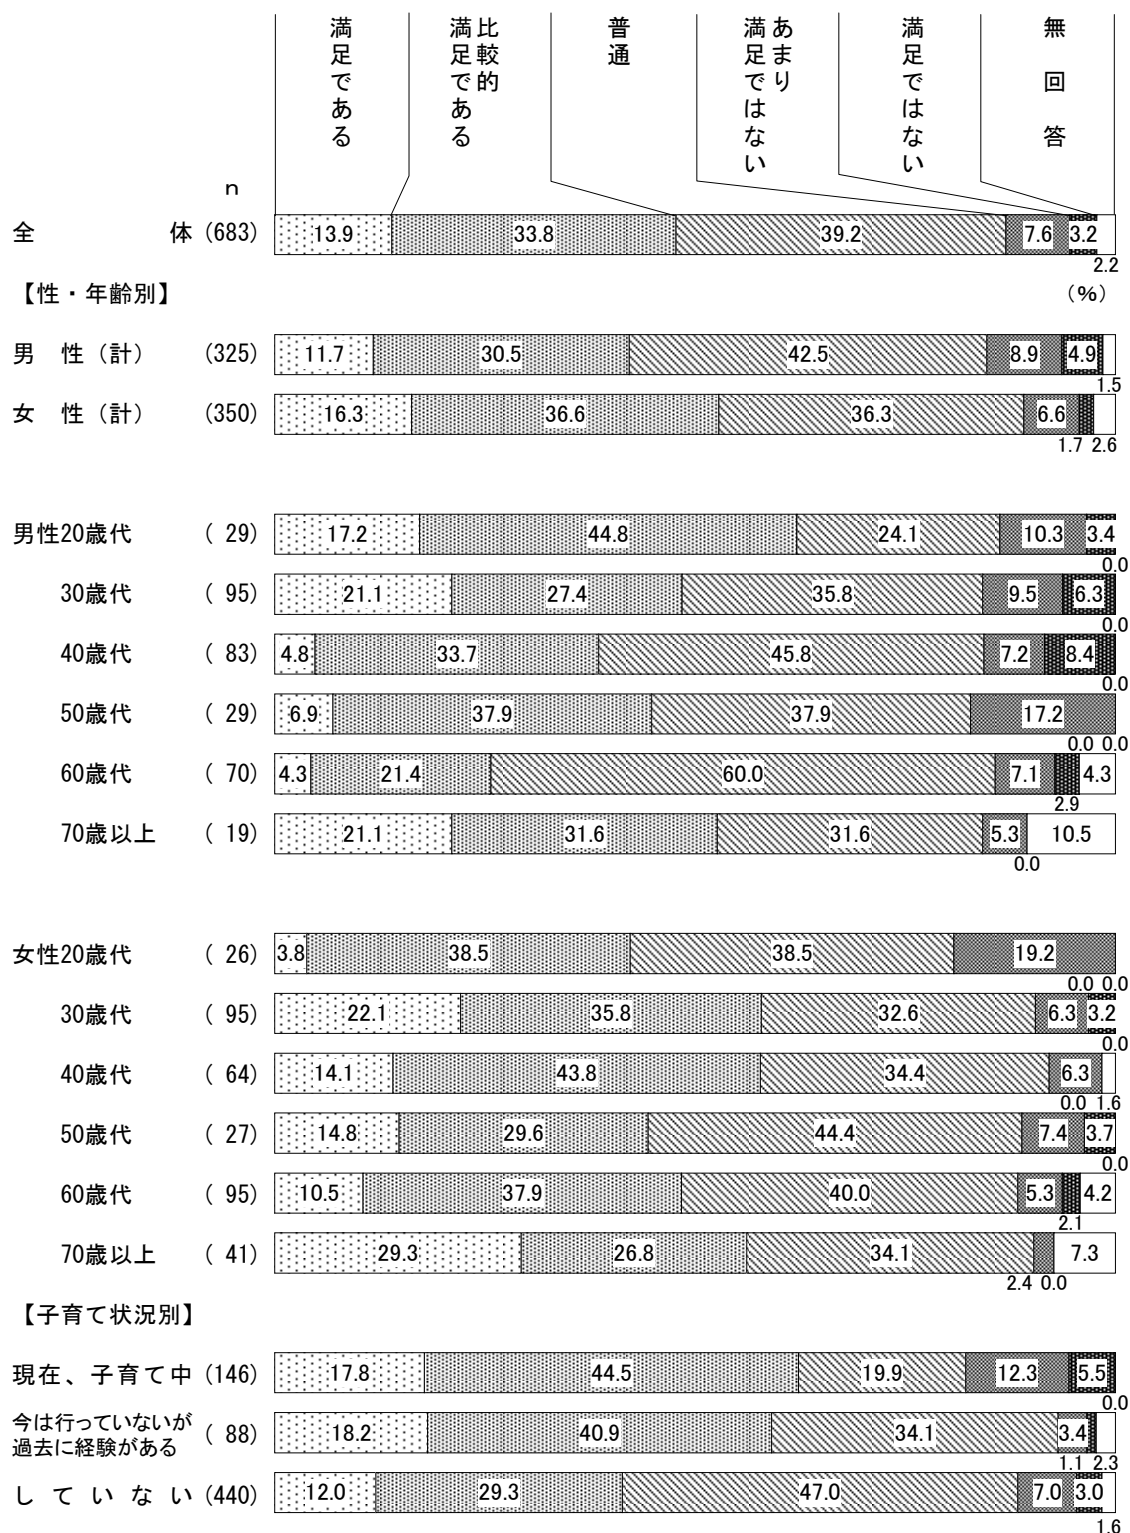 満足である
比較的
満足である
普通
あまり
満足ではない
満足ではない
無回答
n
全体 (683) 13.9 33.8 39.2 7.6 3.2
2.2
【性・年齢別】 (%)
男 性(計) (325) 11.7 30.5 42.5 8.9 4.9
1.5
女 性(計) (350) 16.3 36.6 36.3 6.6
1.7 2.6
男性20歳代 ( 29) 17.2 44.8 24.1 10.3 3.4
0.0
30歳代 ( 95) 21.1 27.4 35.8 9.5 6.3
0.0
40歳代 ( 83) 4.8 33.7 45.8 7.2 8.4
0.0
50歳代 ( 29) 6.9 37.9 37.9 17.2
0.0 0.0
60歳代 ( 70) 4.3 21.4 60.0 7.1 4.3
2.9
70歳以上 ( 19) 21.1 31.6 31.6 5.3 10.5
0.0
女性20歳代 ( 26) 3.8 38.5 38.5 19.2
0.0 0.0
30歳代 ( 95) 22.1 35.8 32.6 6.3 3.2
0.0
40歳代 ( 64) 14.1 43.8 34.4 6.3
0.0 1.6
50歳代 ( 27) 14.8 29.6 44.4 7.4 3.7
0.0
60歳代 ( 95) 10.5 37.9 40.0 5.3 4.2
2.1
70歳以上 ( 41) 29.3 26.8 34.1 7.3
2.4 0.0
【子育て状況別】
現在、子育て中 (146) 17.8 44.5 19.9 12.3 5.5
0.0
今は行っていないが
過去に経験がある ( 88) 18.2 40.9 34.1 3.4
1.1 2.3
していない (440) 12.0 29.3 47.0 7.0 3.0
1.6